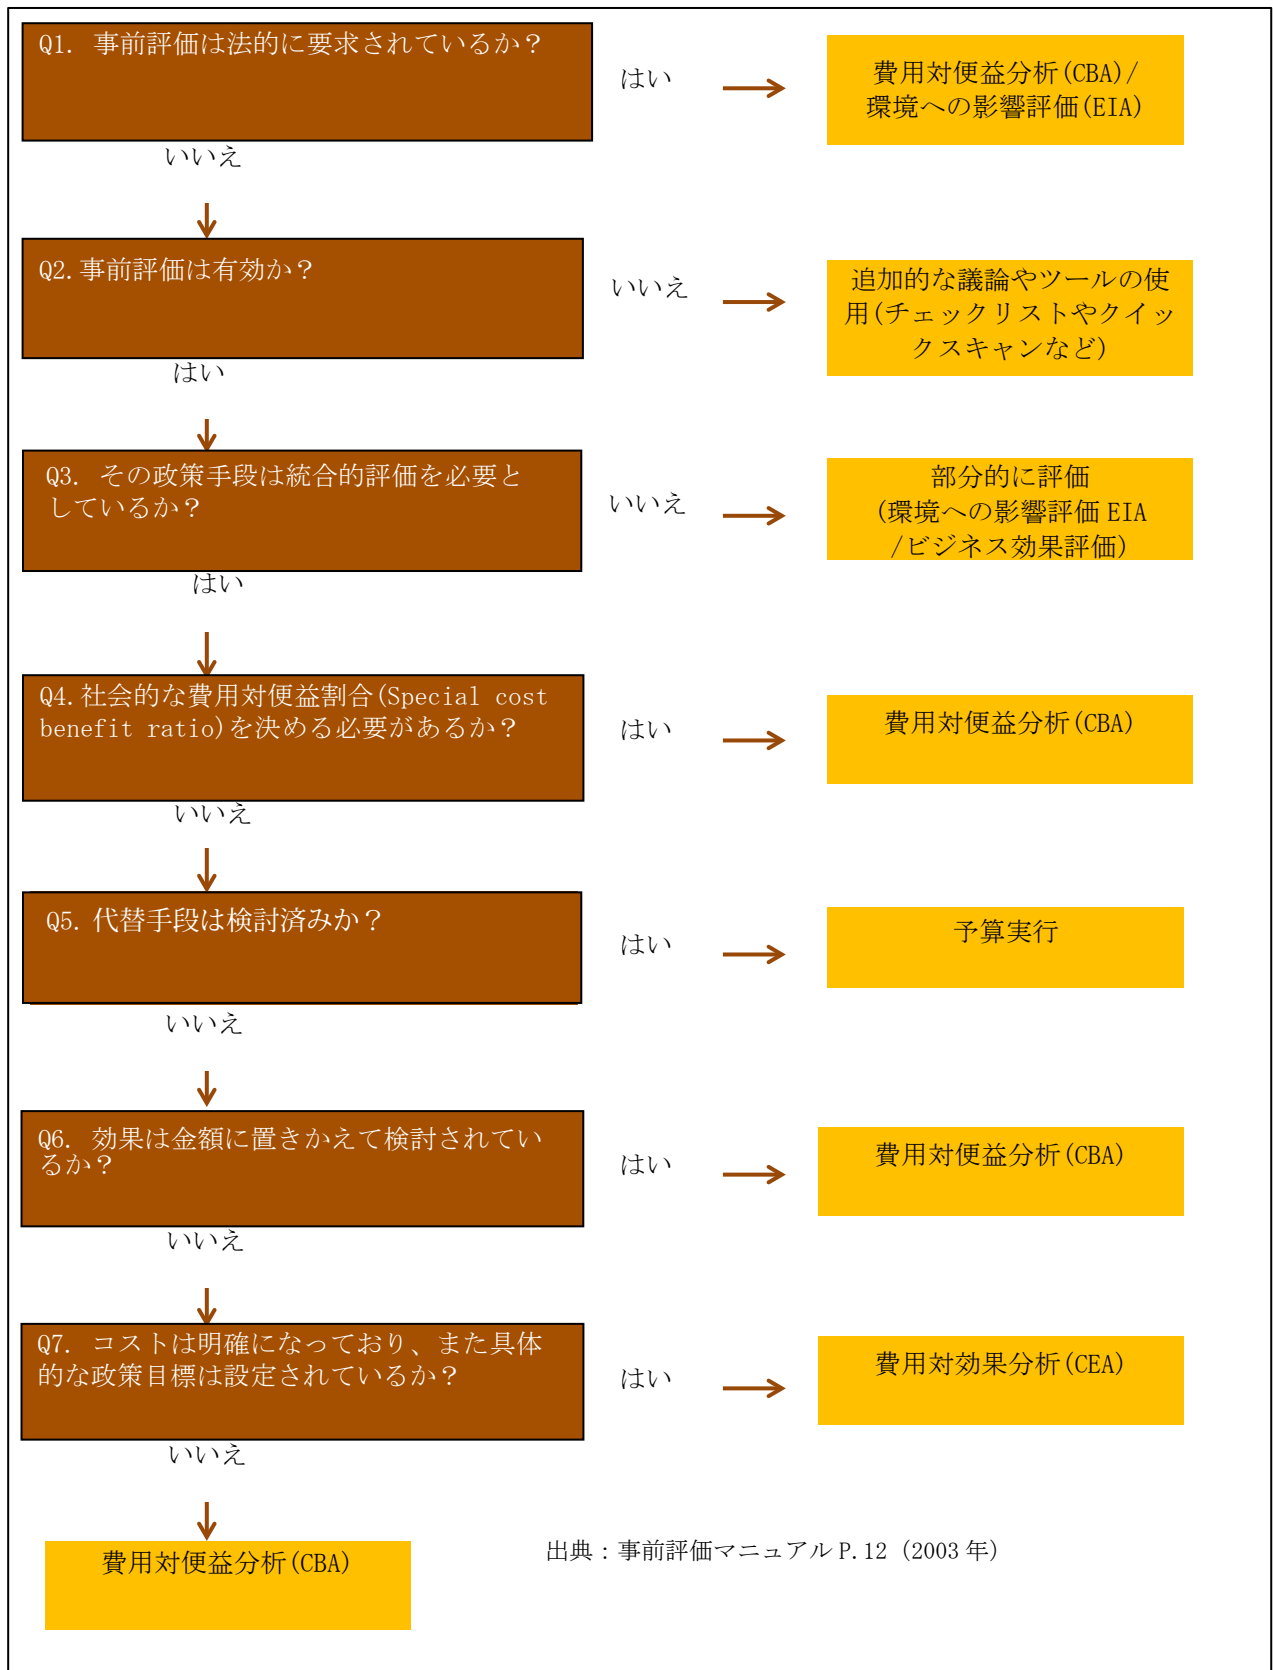 Q1. 事前評価は法的に要求されているか？
はい
費用対便益分析(CBA)/
環境への影響評価(EIA)
いいえ
Q2.事前評価は有効か？
いいえ
追加的な議論やツールの使
用(チェックリストやクイッ
クスキャンなど)
はい
Q3. その政策手段は統合的評価を必要と
しているか？
いいえ
部分的に評価
(環境への影響評価 EIA
/ビジネス効果評価)
はい
Q4.社会的な費用対便益割合(Special cost
benefit ratio)を決める必要があるか？
はい
費用対便益分析(CBA)
いいえ
Q5. 代替手段は検討済みか？
はい
予算実行
いいえ
Q6. 効果は金額に置きかえて検討されてい
るか？
はい
費用対便益分析(CBA)
いいえ
Q7. コストは明確になっており、また具体
的な政策目標は設定されているか？
はい
費用対効果分析(CEA)
いいえ
費用対便益分析(CBA)
出典：事前評価マニュアル P.12（2003 年）